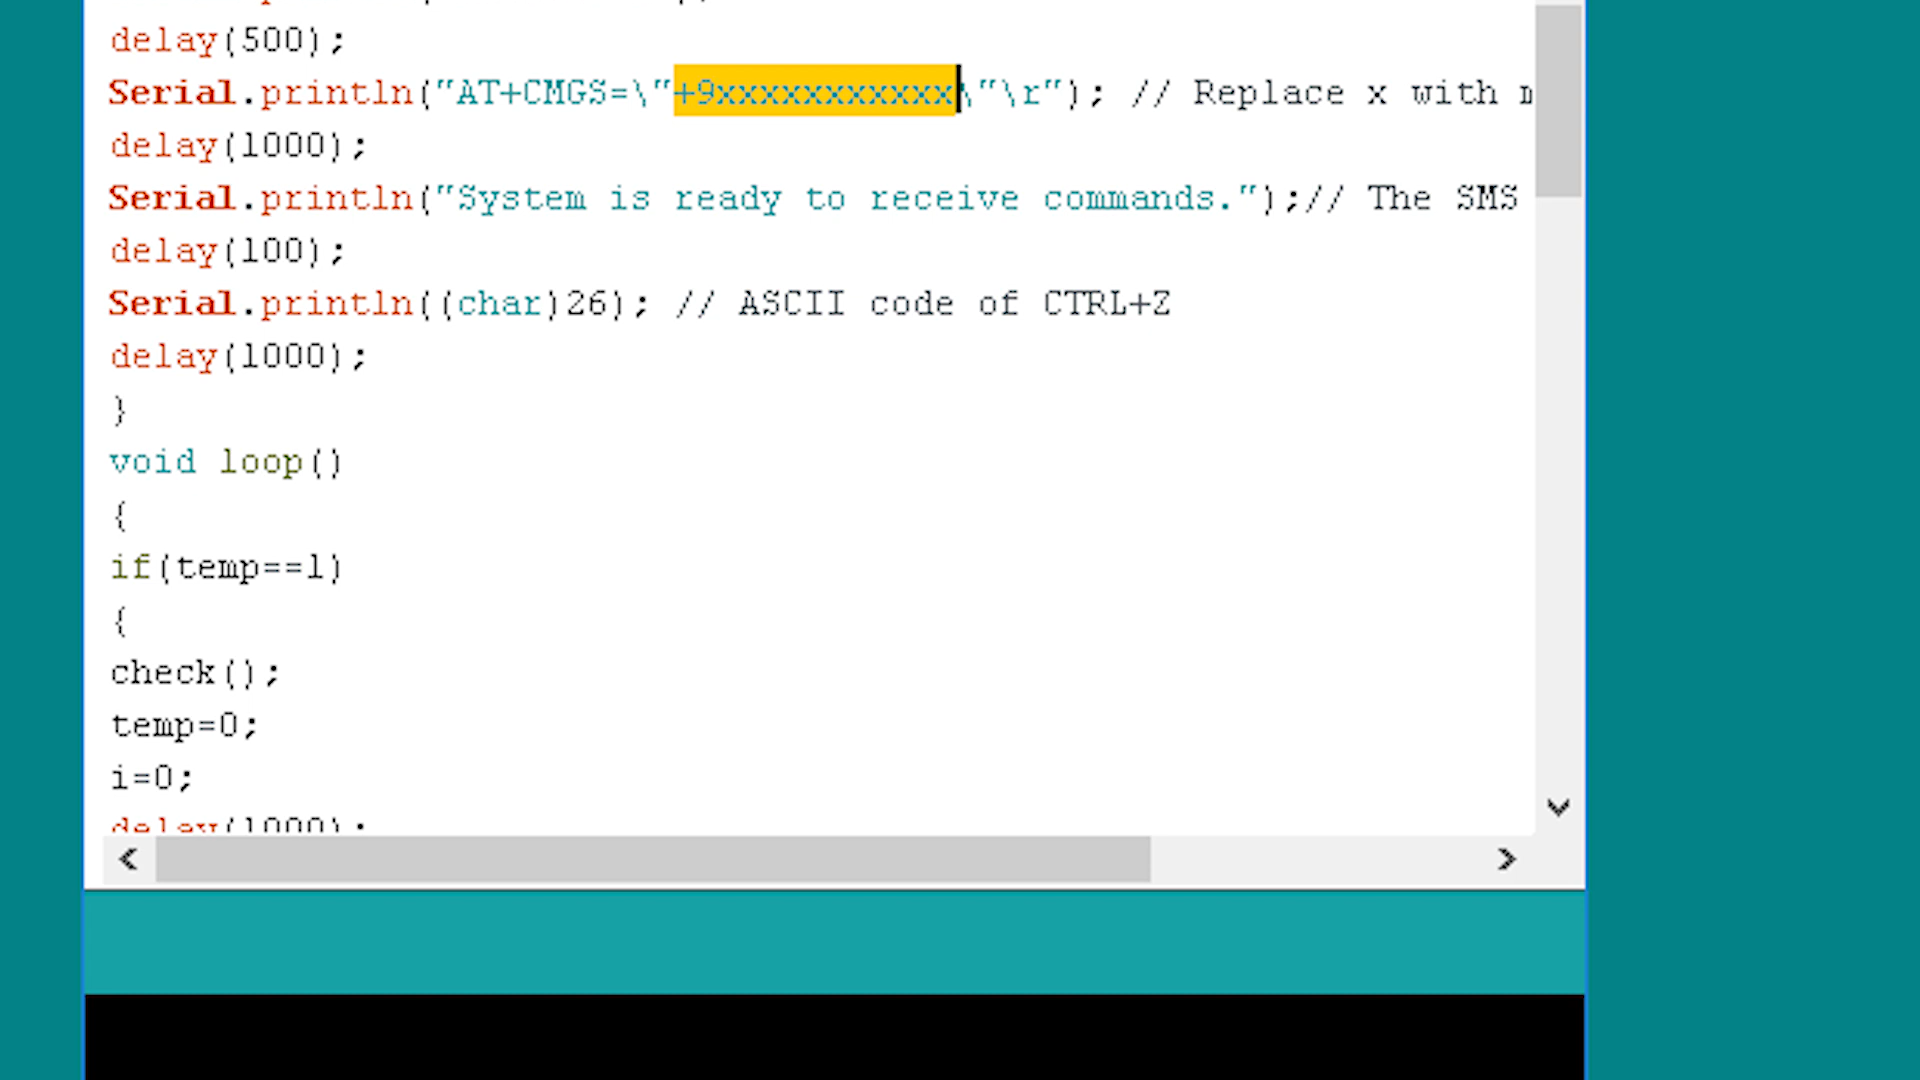 delay(500);
Serial.println("AT+CMGS=\"+9xxxxxxxxxxx\"\r"); // Replace x with
delay(1000);
Serial.println("System is ready to receive commands.");// The SMS
delay(100);
Serial.println((char)26); // ASCII code of CTRL+Z
delay(1000);
}
void loop()
{
if(temp==1)
{
check();
temp=0;
i=0;
delay(1000);